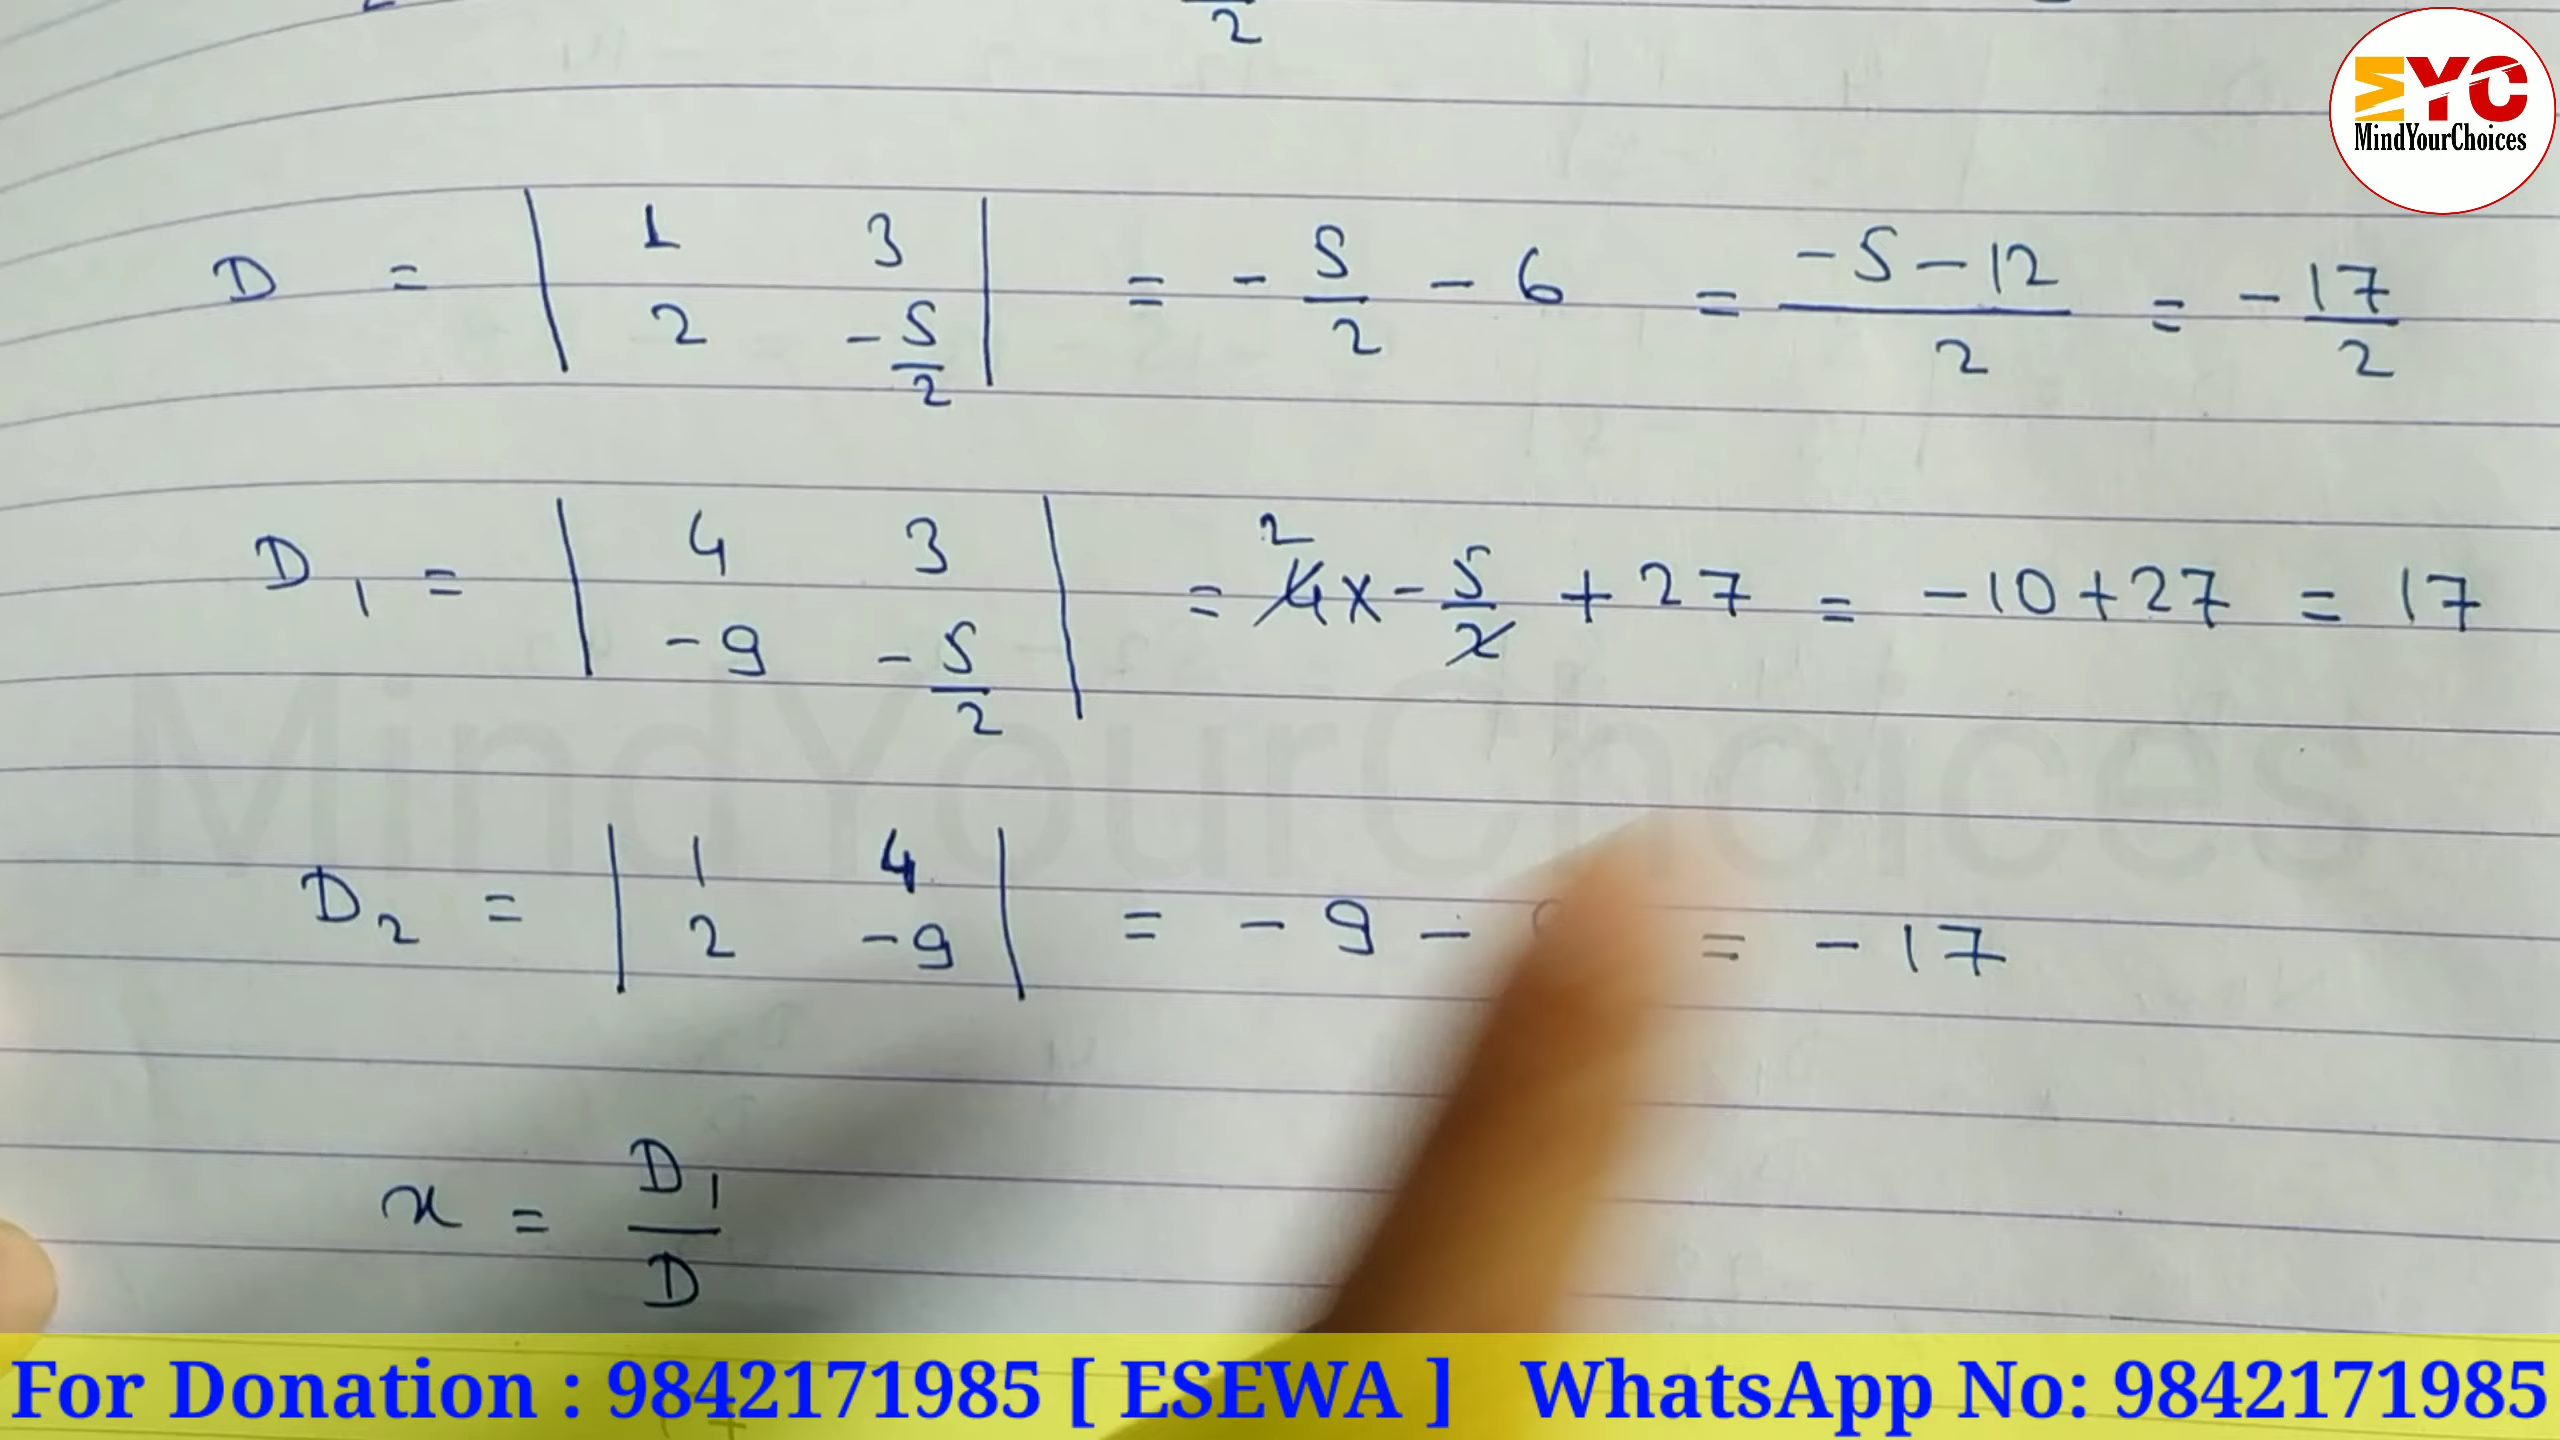 2
MYC
MindYourChoices
D = | 1 3 | = - 5/2 - 6 = -5-12/2 = - 17/2
| 2 -5/2 |
D1 = | 4 3 | = 2 4x - 5/2 + 27 = -10+27 = 17
| -9 -5/2 |
MindYourChoices
D2 = | 1 4 | = - 9 - = - 17
| 2 -9 |
x = D1/D
For Donation : 9842171985 [ ESEWA ] WhatsApp No: 9842171985